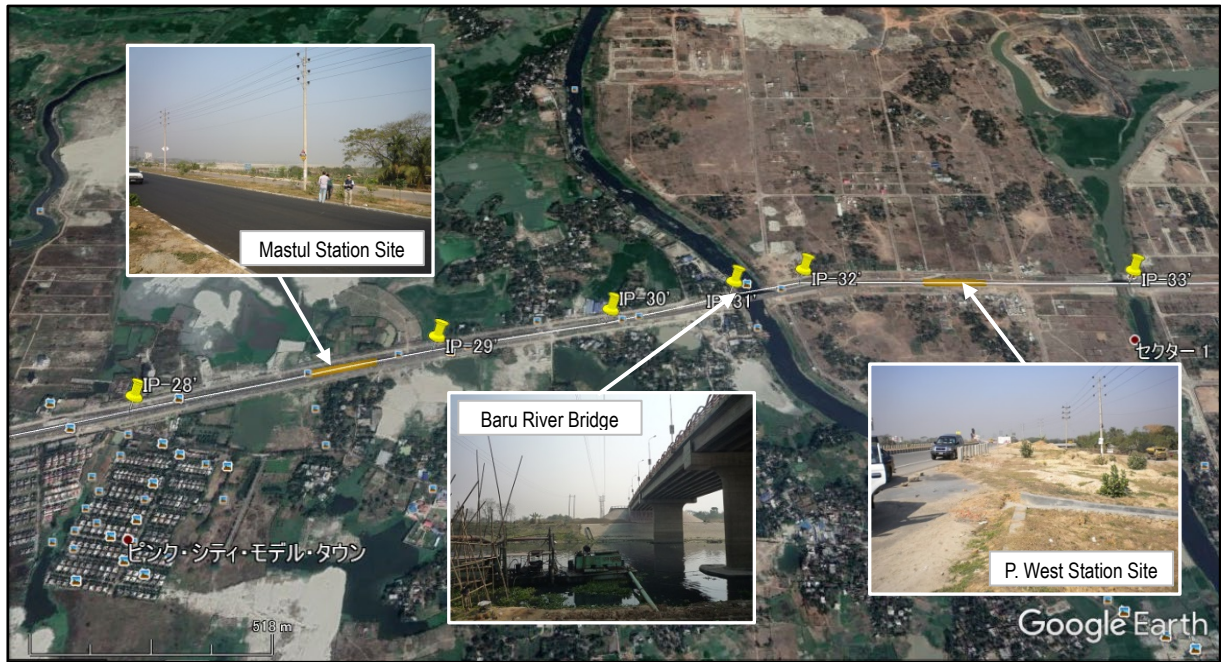 Mastul Station Site
IP-28'
IP-29'
IP-30'
IP-31'
IP-32'
IP-33'
セクター 1
Baru River Bridge
P. West Station Site
ピンク・シティ・モデル・タウン
518 m
Google Earth